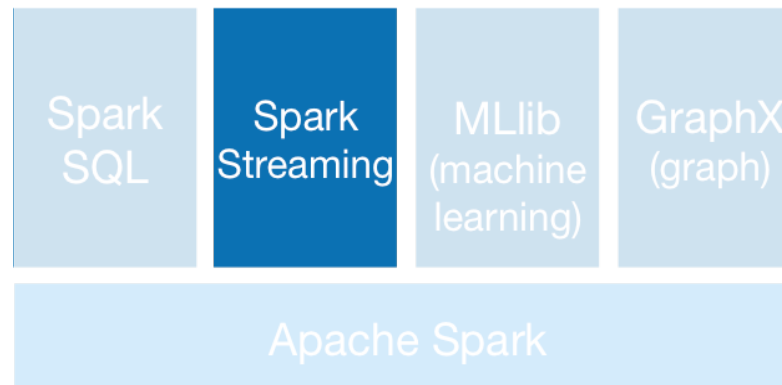 Spark
SQL
Spark
Streaming
MLlib
(machine
learning)
GraphX
(graph)
Apache Spark